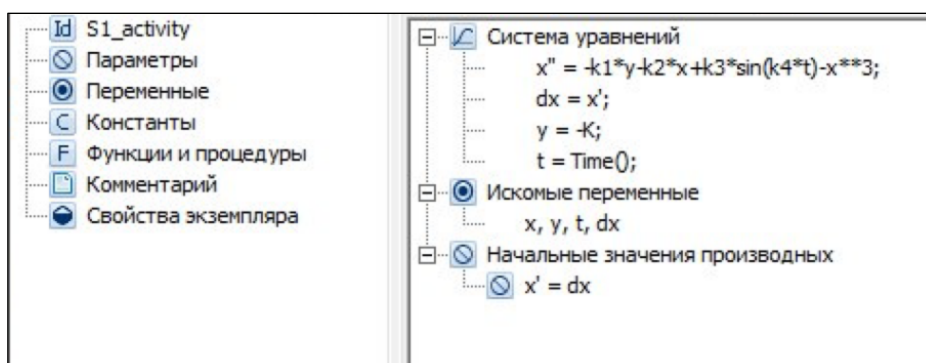 S1_activity
Параметры
Переменные
Константы
Функции и процедуры
Комментарий
Свойства экземпляра
Система уравнений
x'' = -k1*y-k2*x+k3*sin(k4*t)-x**3;
dx = x';
y = -K;
t = Time();
Искомые переменные
x, y, t, dx
Начальные значения производных
x' = dx